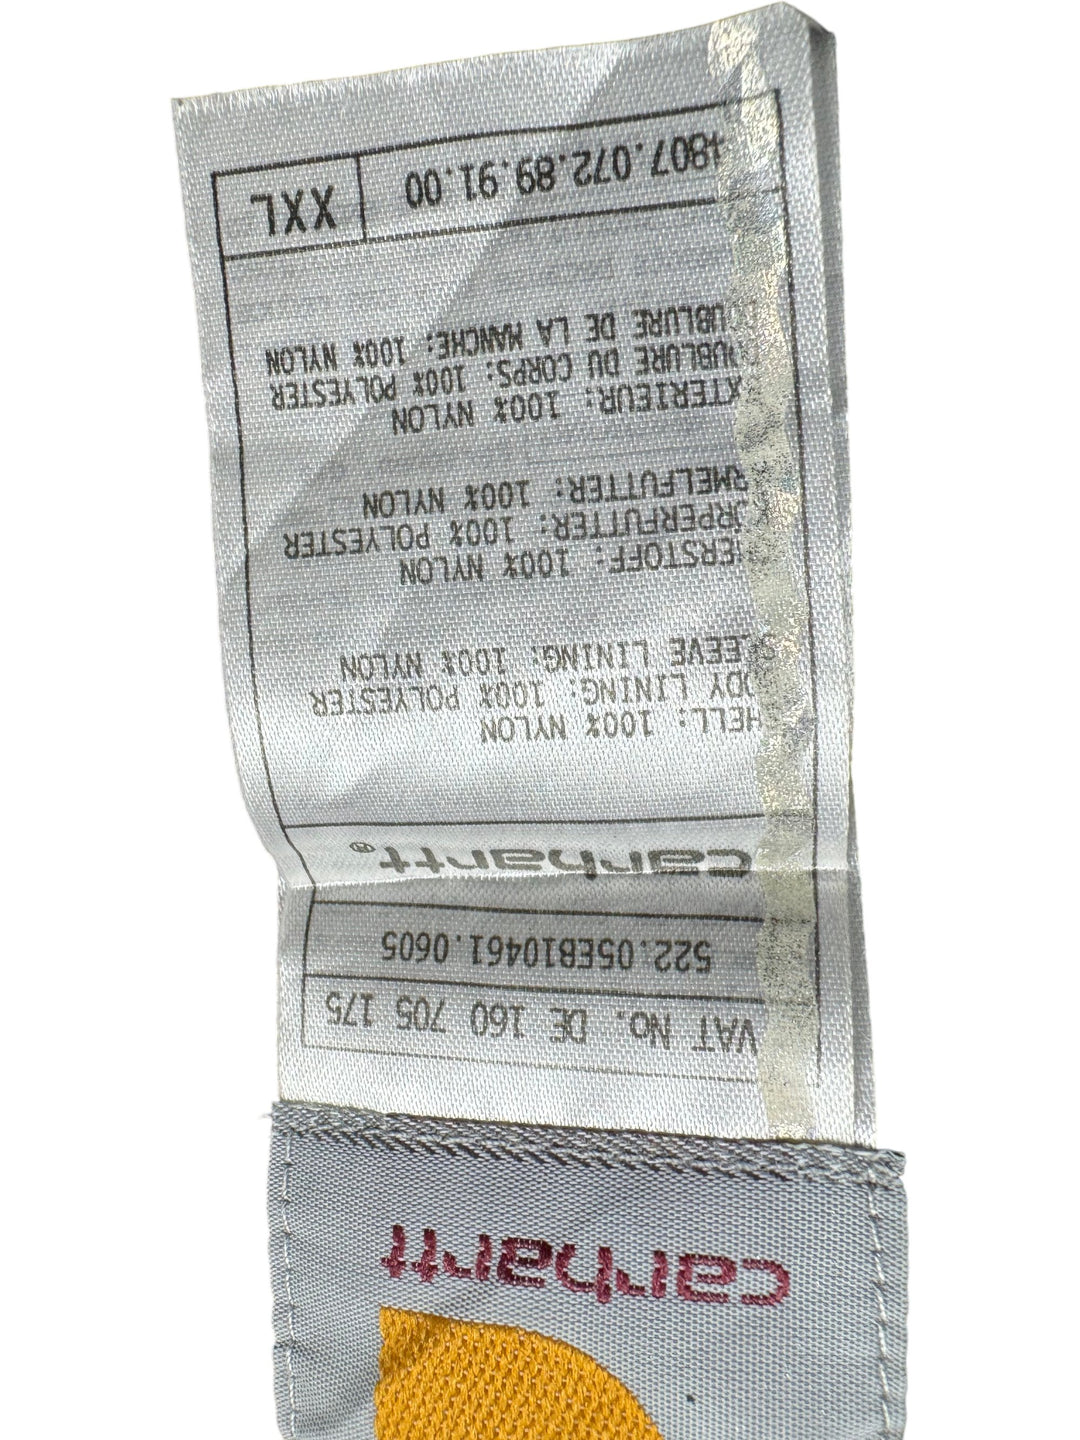 carhartt
VAT No. DE 160 705 175
522.05EB10461.0605
carhartt®
HELL: 100% NYLON
ODY LINING: 100% POLYESTER
LEEVE LINING: 100% NYLON
ERSTOFF: 100% NYLON
ORPERFUTTER: 100% POLYESTER
RMELFUTTER: 100% NYLON
XTERIEUR: 100% NYLON
OUBLURE DU CORPS: 100% POLYESTER
OUBLURE DE LA MANCHE: 100% NYLON
4807.072.89.91.00 XXL